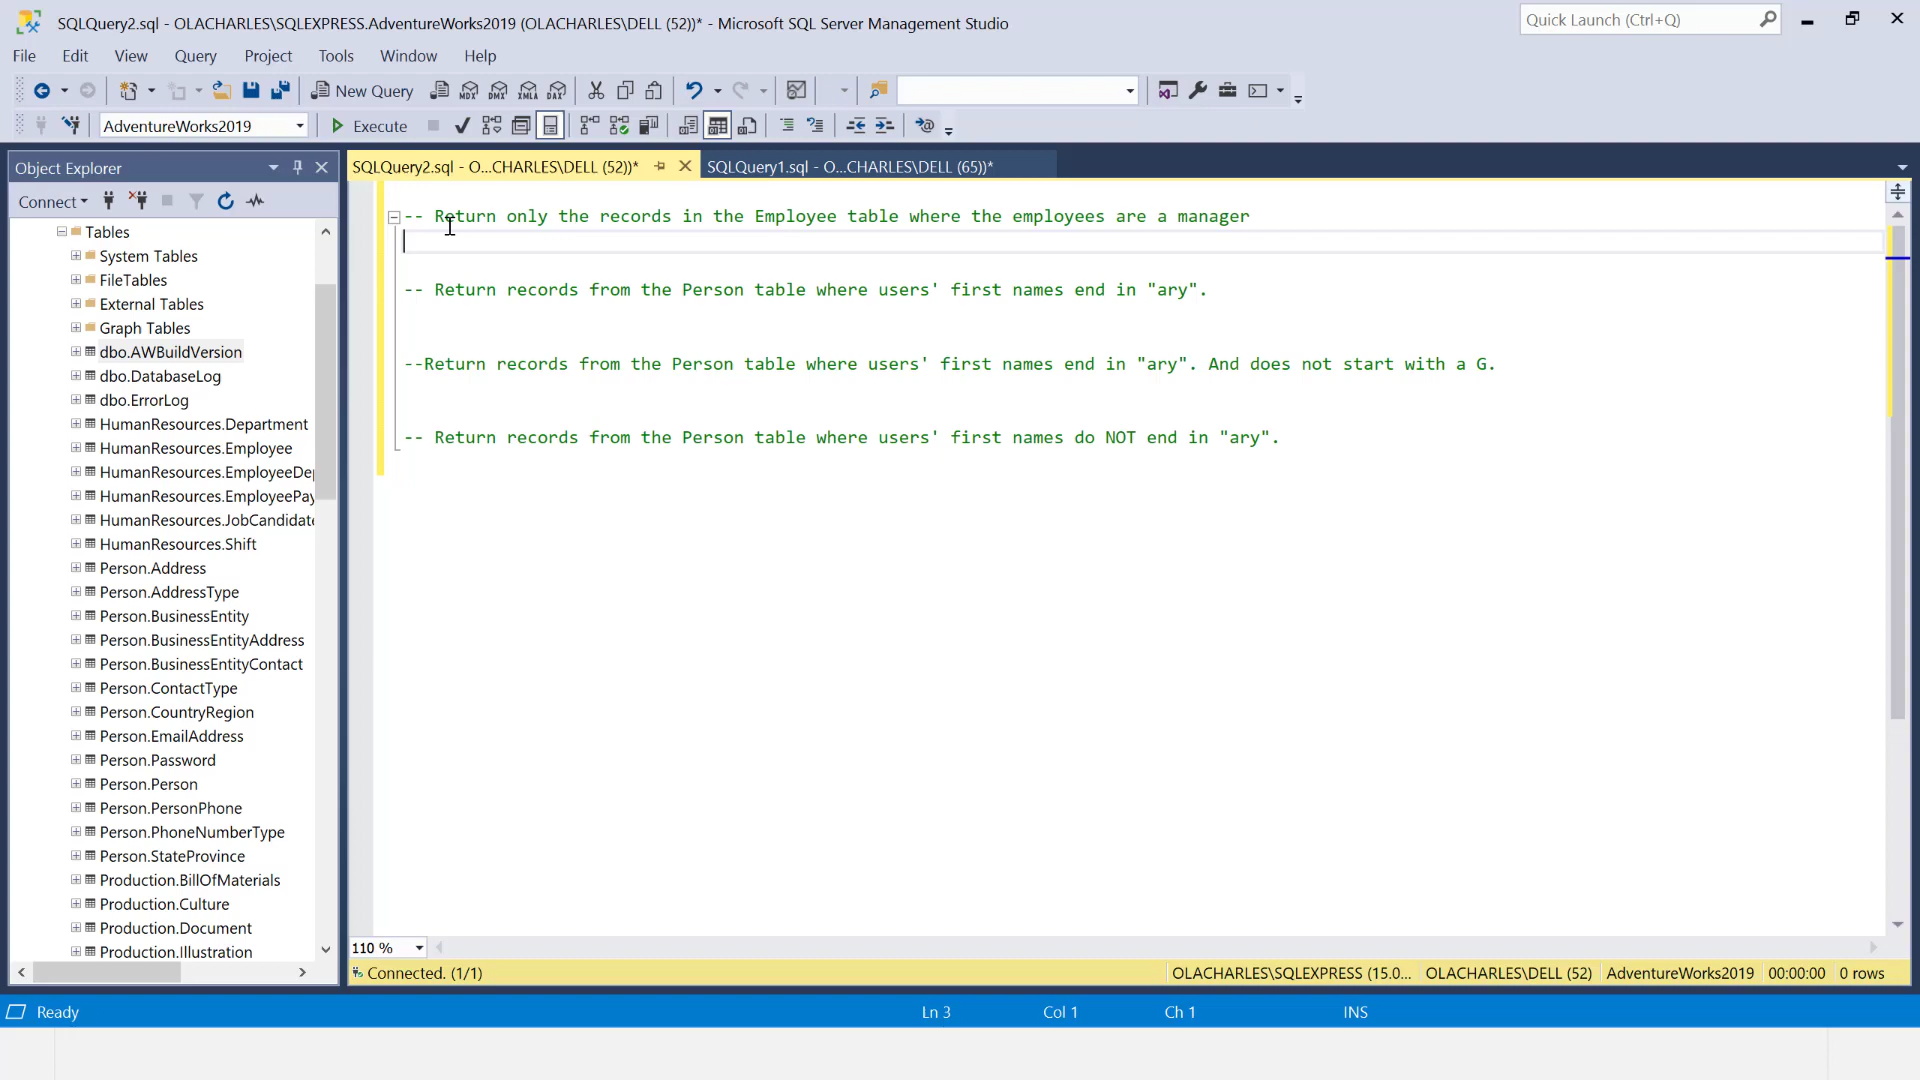 SQLQuery2.sql - OLACHARLES\SQLEXPRESS.AdventureWorks2019 (OLACHARLES\DELL (52))* - Microsoft SQL Server Management Studio
Quick Launch (Ctrl+Q)
File Edit View Query Project Tools Window Help
New Query MDX DMX XMLA DAX
AdventureWorks2019 Execute
Object Explorer
SQLQuery2.sql - O...CHARLES\DELL (52))* SQLQuery1.sql - O...CHARLES\DELL (65))*
Connect
Tables
System Tables
FileTables
External Tables
Graph Tables
dbo.AWBuildVersion
dbo.DatabaseLog
dbo.ErrorLog
HumanResources.Department
HumanResources.Employee
HumanResources.EmployeeDep
HumanResources.EmployeePay
HumanResources.JobCandidate
HumanResources.Shift
Person.Address
Person.AddressType
Person.BusinessEntity
Person.BusinessEntityAddress
Person.BusinessEntityContact
Person.ContactType
Person.CountryRegion
Person.EmailAddress
Person.Password
Person.Person
Person.PersonPhone
Person.PhoneNumberType
Person.StateProvince
Production.BillOfMaterials
Production.Culture
Production.Document
Production.Illustration
-- Return only the records in the Employee table where the employees are a manager
-- Return records from the Person table where users' first names end in "ary".
--Return records from the Person table where users' first names end in "ary". And does not start with a G.
-- Return records from the Person table where users' first names do NOT end in "ary".
110 %
Connected. (1/1) OLACHARLES\SQLEXPRESS (15.0... OLACHARLES\DELL (52) AdventureWorks2019 00:00:00 0 rows
Ready Ln 3 Col 1 Ch 1 INS